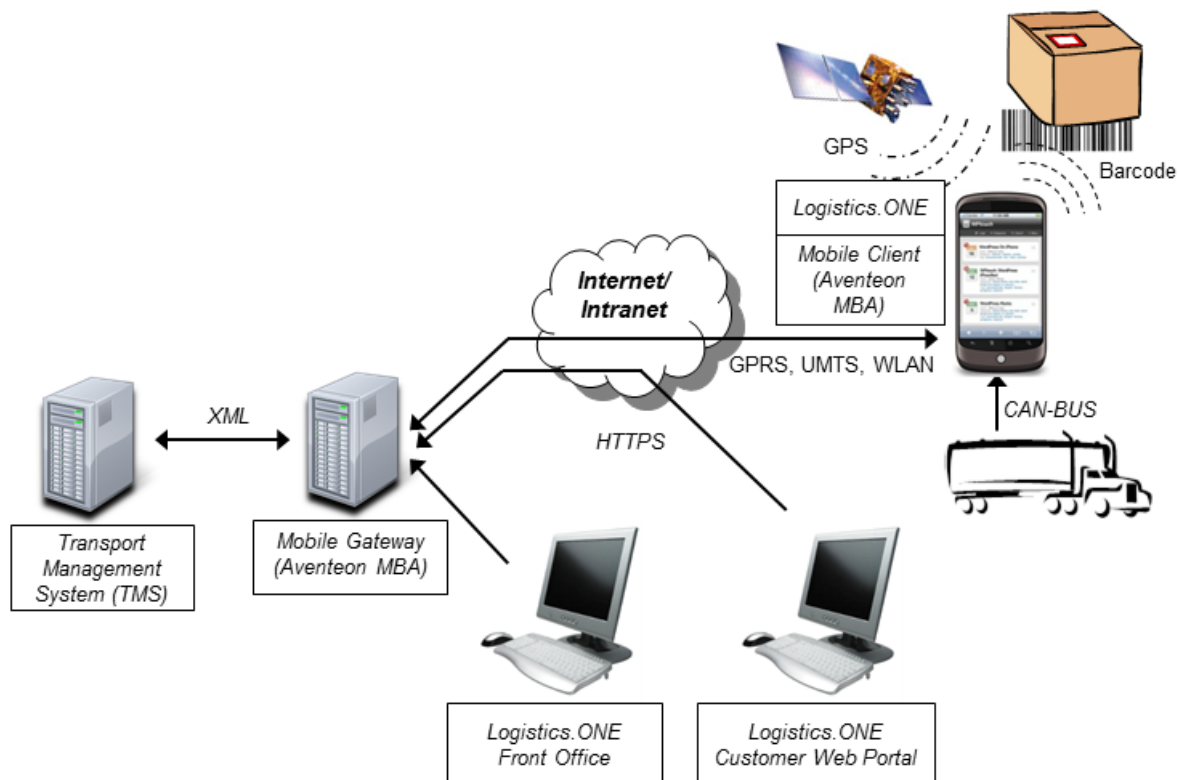 GPS
Barcode
Logistics.ONE
Mobile Client
(Aventeon
MBA)
Internet/
Intranet
GPRS, UMTS, WLAN
XML
HTTPS
CAN-BUS
Transport
Management
System (TMS)
Mobile Gateway
(Aventeon MBA)
Logistics.ONE
Front Office
Logistics.ONE
Customer Web Portal